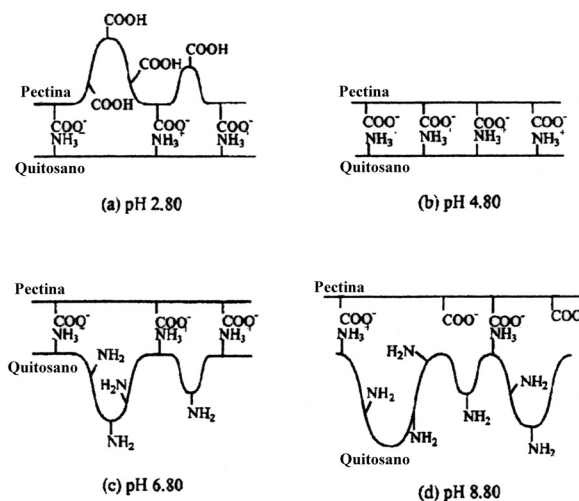 COOH
COOH
COOH
COOH
COOH
Pectina
COO⁻ COO⁻ COO⁻
NH₃⁺ NH₃⁺ NH₃⁺
Quitosano
(a) pH 2.80
Pectina
COO⁻ COO⁻ COO⁻ COO⁻
NH₃⁺ NH₃⁺ NH₃⁺ NH₃⁺
Quitosano
(b) pH 4.80
Pectina
COO⁻ COO⁻ COO⁻
NH₃⁺ NH₃⁺ NH₃⁺
Quitosano
NH₂
H₂N
NH₂
NH₂
(c) pH 6.80
Pectina
COO⁻ COO⁻ COO⁻ COO
NH₃⁺ NH₃
H₂N
NH₂ NH₂ NH₂
NH₂
NH₂
Quitosano
(d) pH 8.80